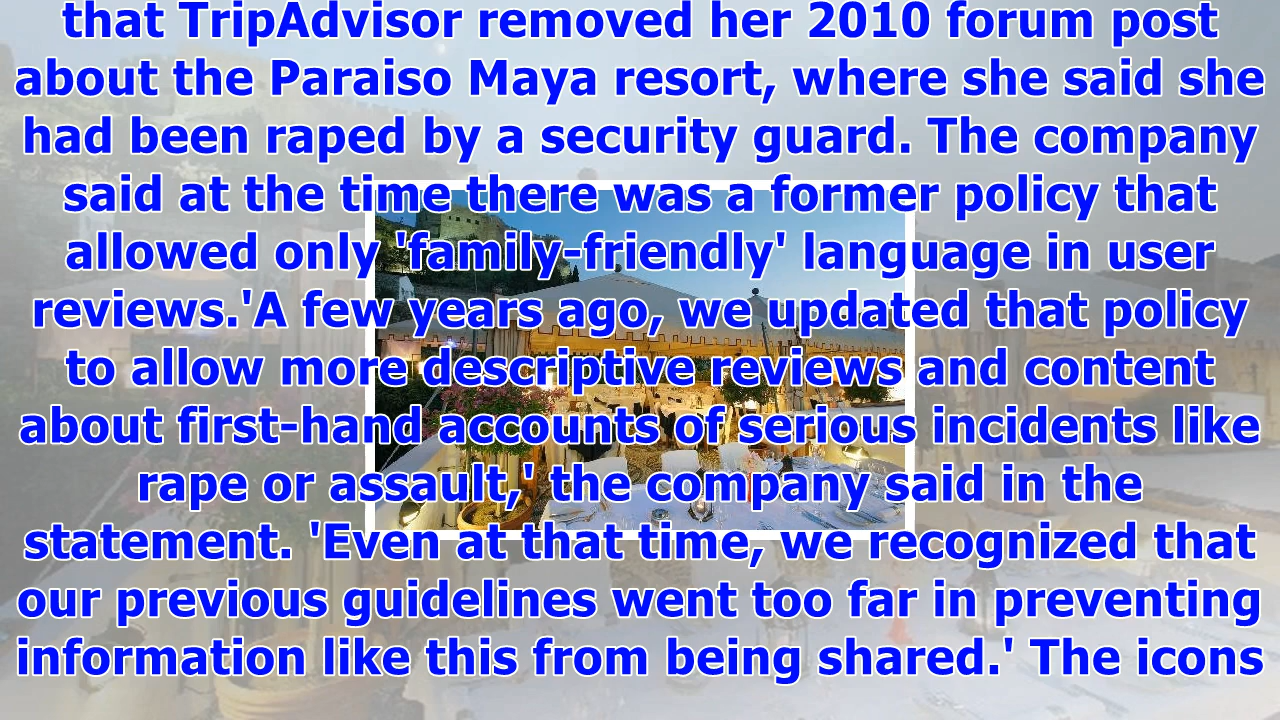 that TripAdvisor removed her 2010 forum post
about the Paraiso Maya resort, where she said she
had been raped by a security guard. The company
said at the time there was a former policy that
allowed only 'family-friendly' language in user
reviews.'A few years ago, we updated that policy
to allow more descriptive reviews and content
about first-hand accounts of serious incidents like
rape or assault,' the company said in the
statement. 'Even at that time, we recognized that
our previous guidelines went too far in preventing
information like this from being shared.' The icons